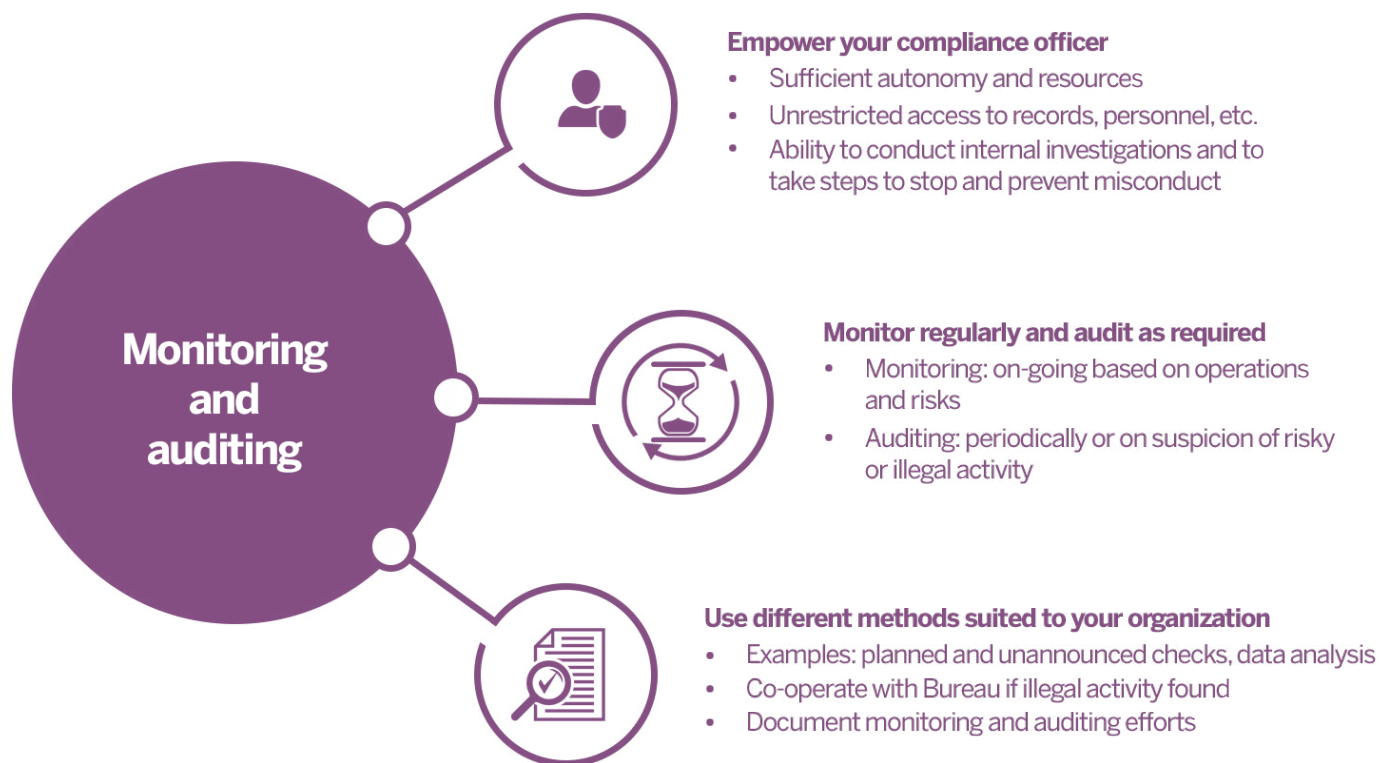 Monitoring
and
auditing
Empower your compliance officer
• Sufficient autonomy and resources
• Unrestricted access to records, personnel, etc.
• Ability to conduct internal investigations and to
take steps to stop and prevent misconduct
Monitor regularly and audit as required
• Monitoring: on-going based on operations
and risks
• Auditing: periodically or on suspicion of risky
or illegal activity
Use different methods suited to your organization
• Examples: planned and unannounced checks, data analysis
• Co-operate with Bureau if illegal activity found
• Document monitoring and auditing efforts